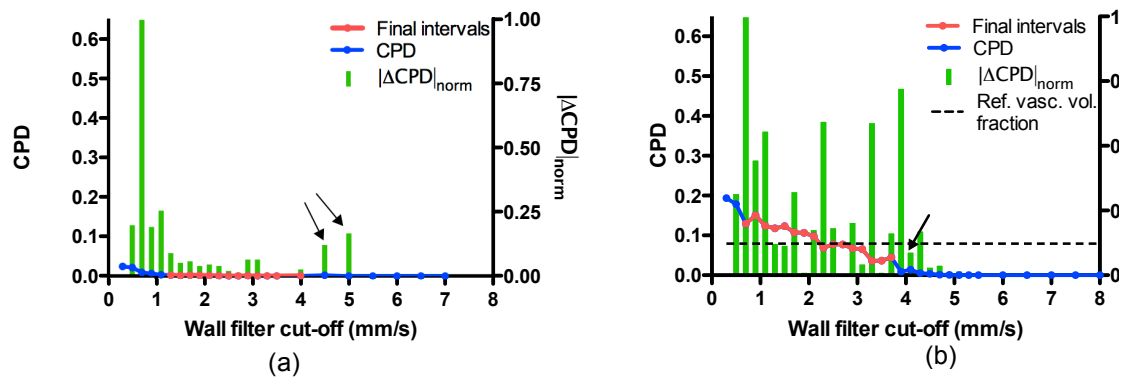 0.6
0.5
0.4
0.3
0.2
0.1
0.0
CPD
1.00
0.75
0.50
0.25
0.00
|ΔCPD|norm
Final intervals
CPD
|ΔCPD|norm
0 1 2 3 4 5 6 7 8
Wall filter cut-off (mm/s)
(a)
0.6
0.5
0.4
0.3
0.2
0.1
0.0
CPD
Final intervals
CPD
|ΔCPD|norm
Ref. vasc. vol.
fraction
0 1 2 3 4 5 6 7 8
Wall filter cut-off (mm/s)
(b)